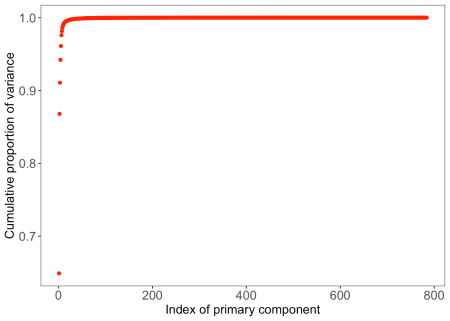 1.0
0.9
0.8
0.7
Cumulative proportion of variance
0 200 400 600 800
Index of primary component